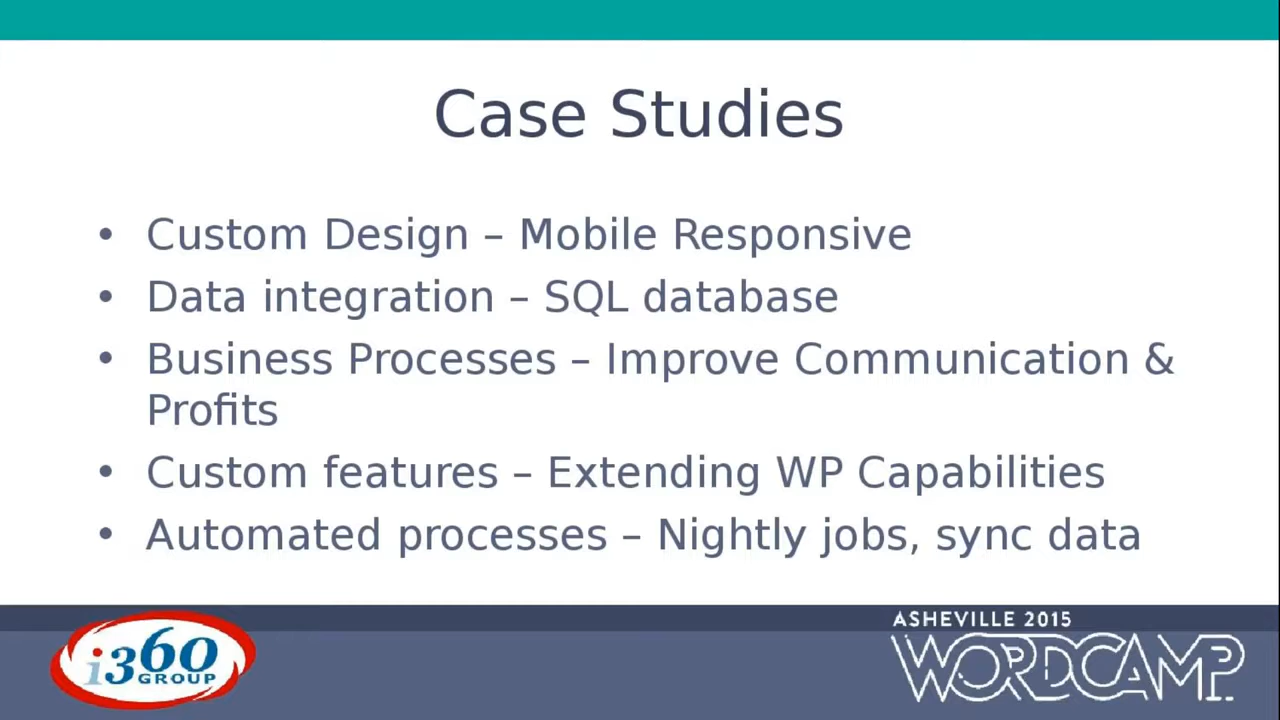 Case Studies
• Custom Design – Mobile Responsive
• Data integration – SQL database
• Business Processes – Improve Communication &
Profits
• Custom features – Extending WP Capabilities
• Automated processes – Nightly jobs, sync data
i360
GROUP
ASHEVILLE 2015
WORDCAMP